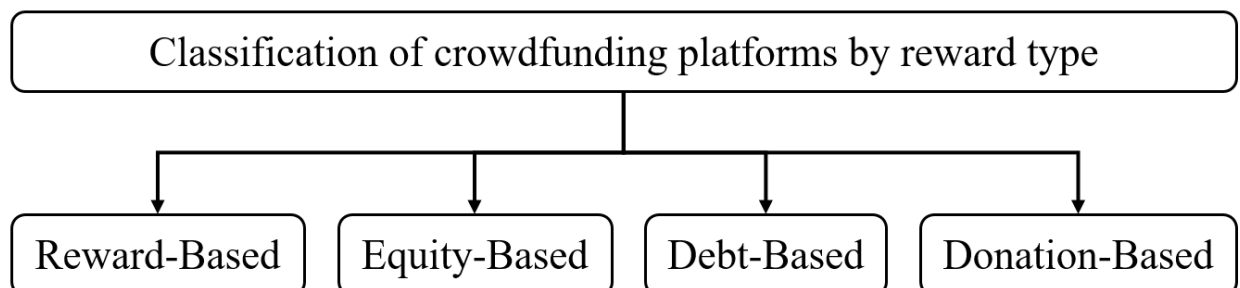 Classification of crowdfunding platforms by reward type
Reward-Based
Equity-Based
Debt-Based
Donation-Based